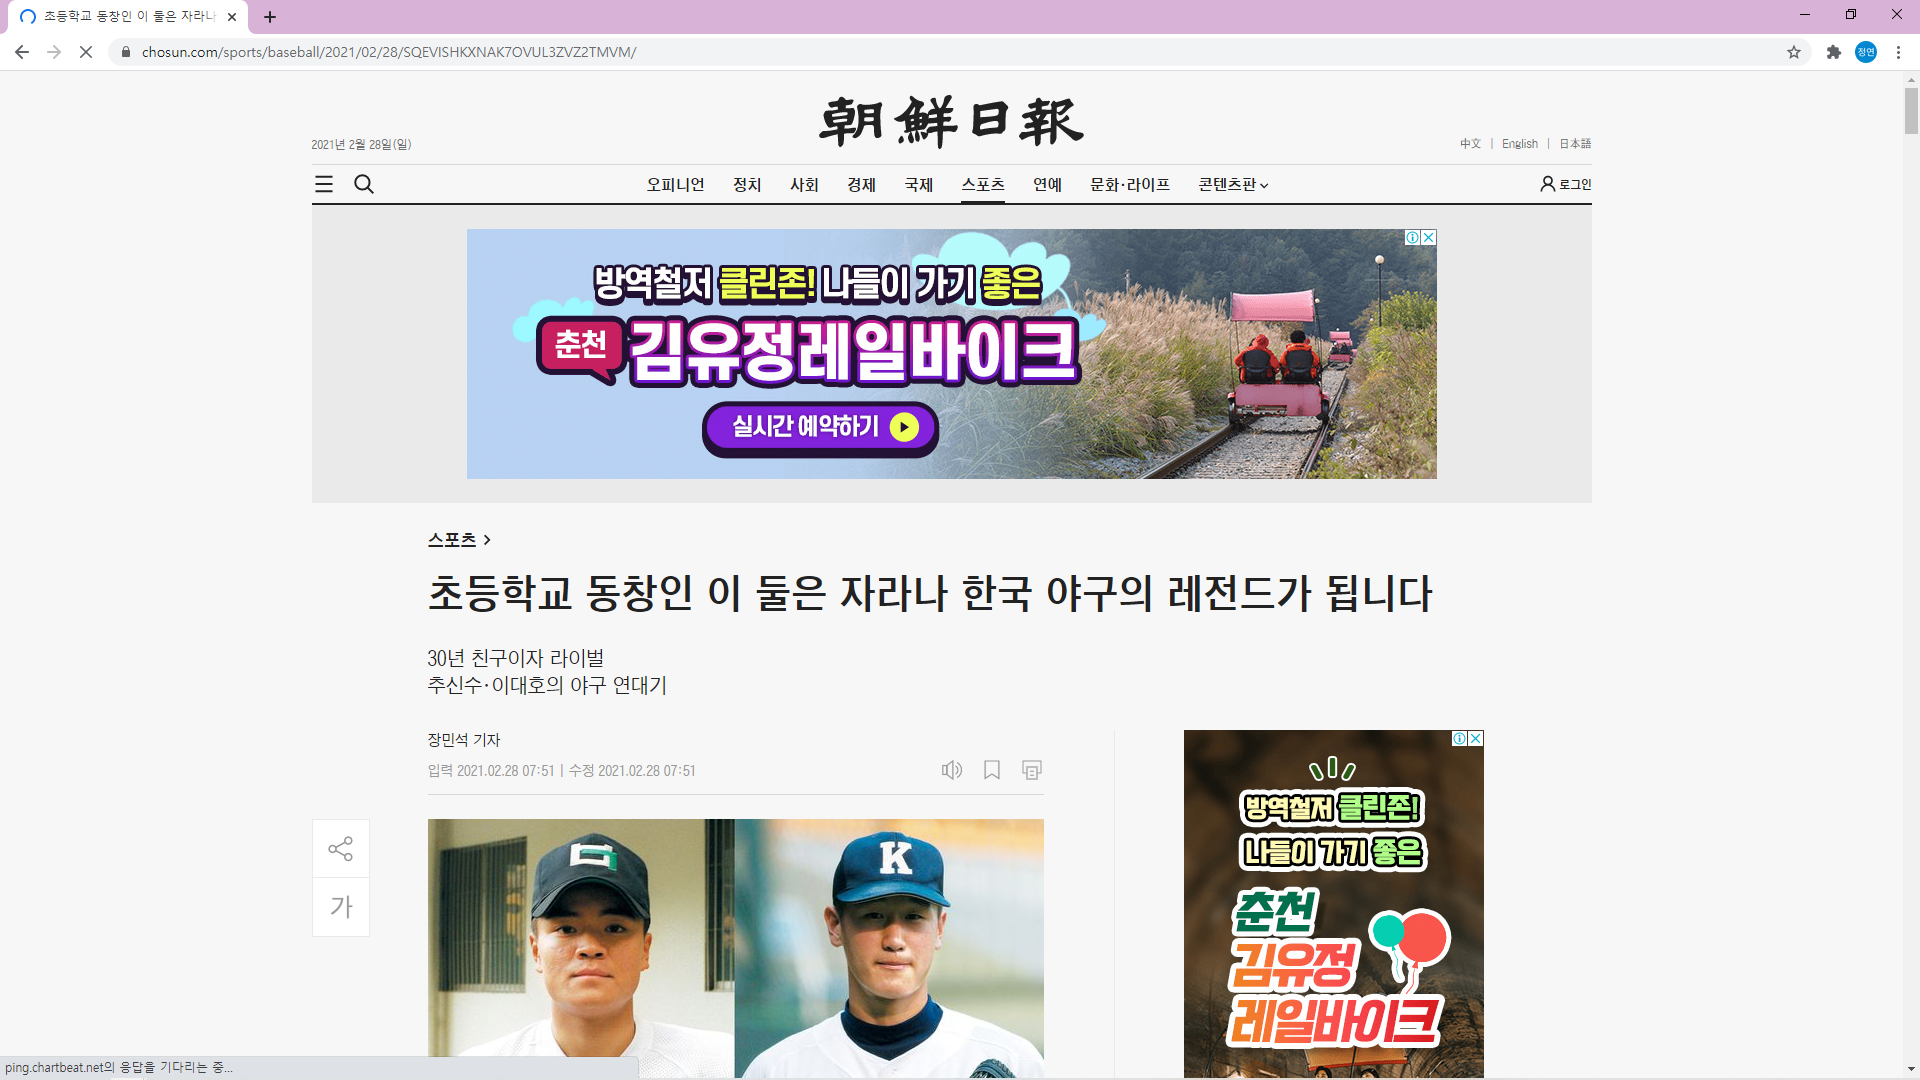 초등학교 동창인 이 둘은 자라나
chosun.com/sports/baseball/2021/02/28/SQEVISHKXNAK7OVUL3ZVZ2TMVM/
정연
朝鮮日報
2021년 2월 28일(일)
中文 | English | 日本語
오피니언 정치 사회 경제 국제 스포츠 연예 문화·라이프 콘텐츠판
로그인
방역철저 클린존! 나들이 가기 좋은
춘천 김유정레일바이크
실시간 예약하기
스포츠 >
초등학교 동창인 이 둘은 자라나 한국 야구의 레전드가 됩니다
30년 친구이자 라이벌
추신수·이대호의 야구 연대기
장민석 기자
입력 2021.02.28 07:51 | 수정 2021.02.28 07:51
가
K
방역철저 클린존!
나들이 가기 좋은
춘천
김유정
레일바이크
ping.chartbeat.net의 응답을 기다리는 중...